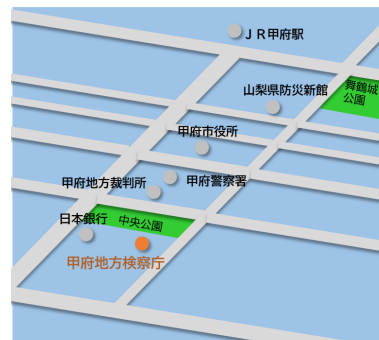 ＪＲ甲府駅
山梨県防災新館
舞鶴城
公園
甲府市役所
甲府地方裁判所
甲府警察署
日本銀行
中央公園
甲府地方検察庁